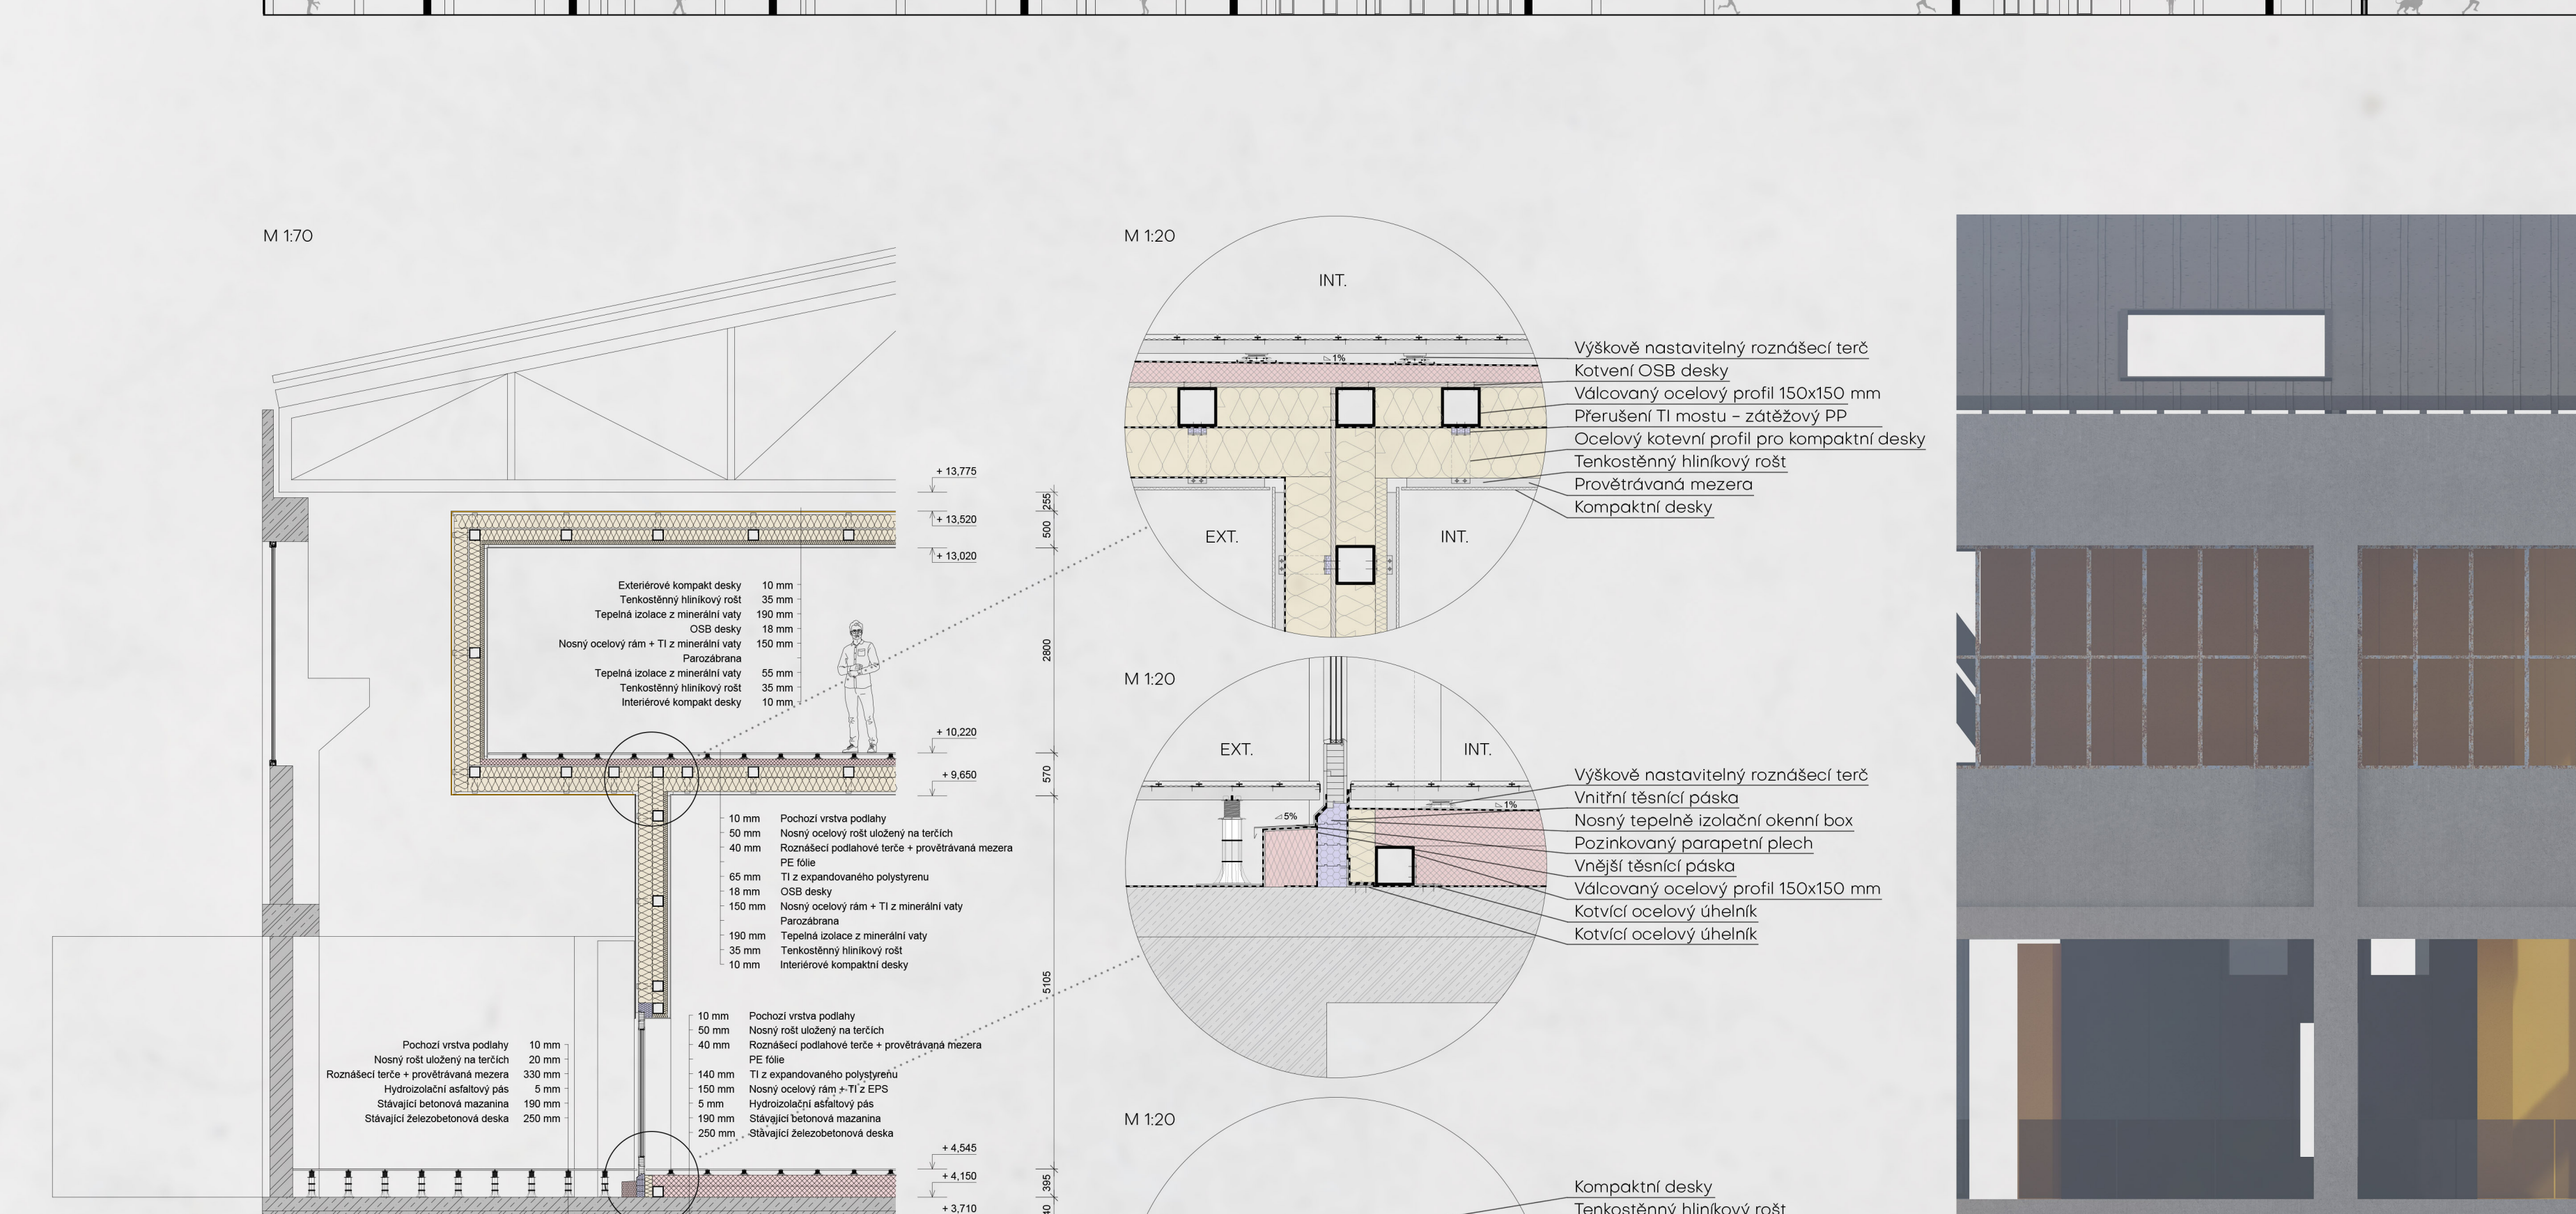 M 1:70
+ 13,775
+ 13,520
+ 13,020
255
500
Exteriérové kompakt desky 10 mm
Tenkostěnný hliníkový rošt 35 mm
Tepelná izolace z minerální vaty 190 mm
OSB desky 18 mm
Nosný ocelový rám + TI z minerální vaty 150 mm
Parozábrana
Tepelná izolace z minerální vaty 55 mm
Tenkostěnný hliníkový rošt 35 mm
Interiérové kompakt desky 10 mm
2800
+ 10,220
+ 9,650
570
10 mm Pochozí vrstva podlahy
50 mm Nosný ocelový rošt uložený na terčích
40 mm Roznášecí podlahové terče + provětrávaná mezera
PE fólie
65 mm TI z expandovaného polystyrenu
18 mm OSB desky
150 mm Nosný ocelový rám + TI z minerální vaty
Parozábrana
190 mm Tepelná izolace z minerální vaty
35 mm Tenkostěnný hliníkový rošt
10 mm Interiérové kompaktní desky
5105
10 mm Pochozí vrstva podlahy
50 mm Nosný rošt uložený na terčích
40 mm Roznášecí podlahové terče + provětrávaná mezera
PE fólie
140 mm TI z expandovaného polystyrenu
150 mm Nosný ocelový rám + TI z EPS
5 mm Hydroizolační asfaltový pás
190 mm Stávající betonová mazanina
250 mm Stávající železobetonová deska
Pochozí vrstva podlahy 10 mm
Nosný rošt uložený na terčích 20 mm
Roznášecí terče + provětrávaná mezera 330 mm
Hydroizolační asfaltový pás 5 mm
Stávající betonová mazanina 190 mm
Stávající železobetonová deska 250 mm
+ 4,545
+ 4,150
395
+ 3,710
M 1:20
INT.
1%
EXT.
INT.
Výškově nastavitelný roznášecí terč
Kotvení OSB desky
Válcovaný ocelový profil 150x150 mm
Přerušení TI mostu – zátěžový PP
Ocelový kotevní profil pro kompaktní desky
Tenkostěnný hliníkový rošt
Provětrávaná mezera
Kompaktní desky
M 1:20
EXT.
INT.
5%
1%
Výškově nastavitelný roznášecí terč
Vnitřní těsnící páska
Nosný tepelně izolační okenní box
Pozinkovaný parapetní plech
Vnější těsnící páska
Válcovaný ocelový profil 150x150 mm
Kotvící ocelový úhelník
Kotvící ocelový úhelník
M 1:20
Kompaktní desky
Tenkostěnný hliníkový rošt